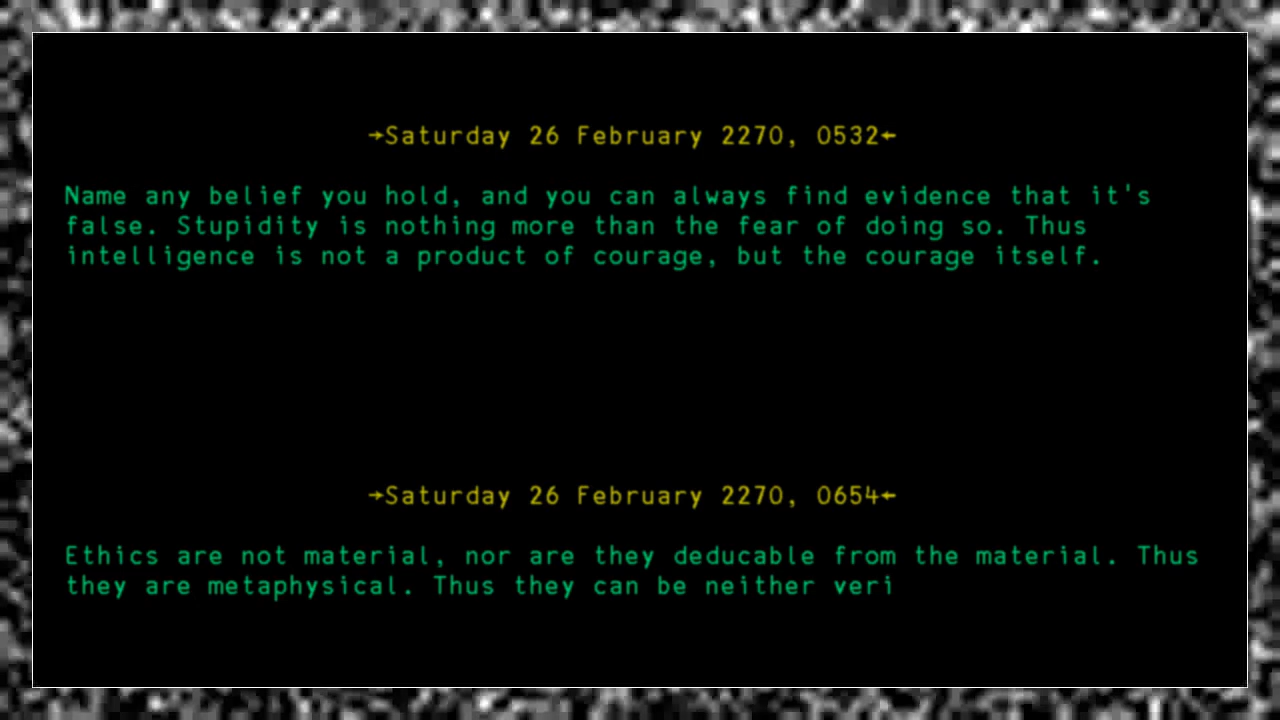 →Saturday 26 February 2270, 0532←
Name any belief you hold, and you can always find evidence that it's
false. Stupidity is nothing more than the fear of doing so. Thus
intelligence is not a product of courage, but the courage itself.
→Saturday 26 February 2270, 0654←
Ethics are not material, nor are they deducable from the material. Thus
they are metaphysical. Thus they can be neither veri